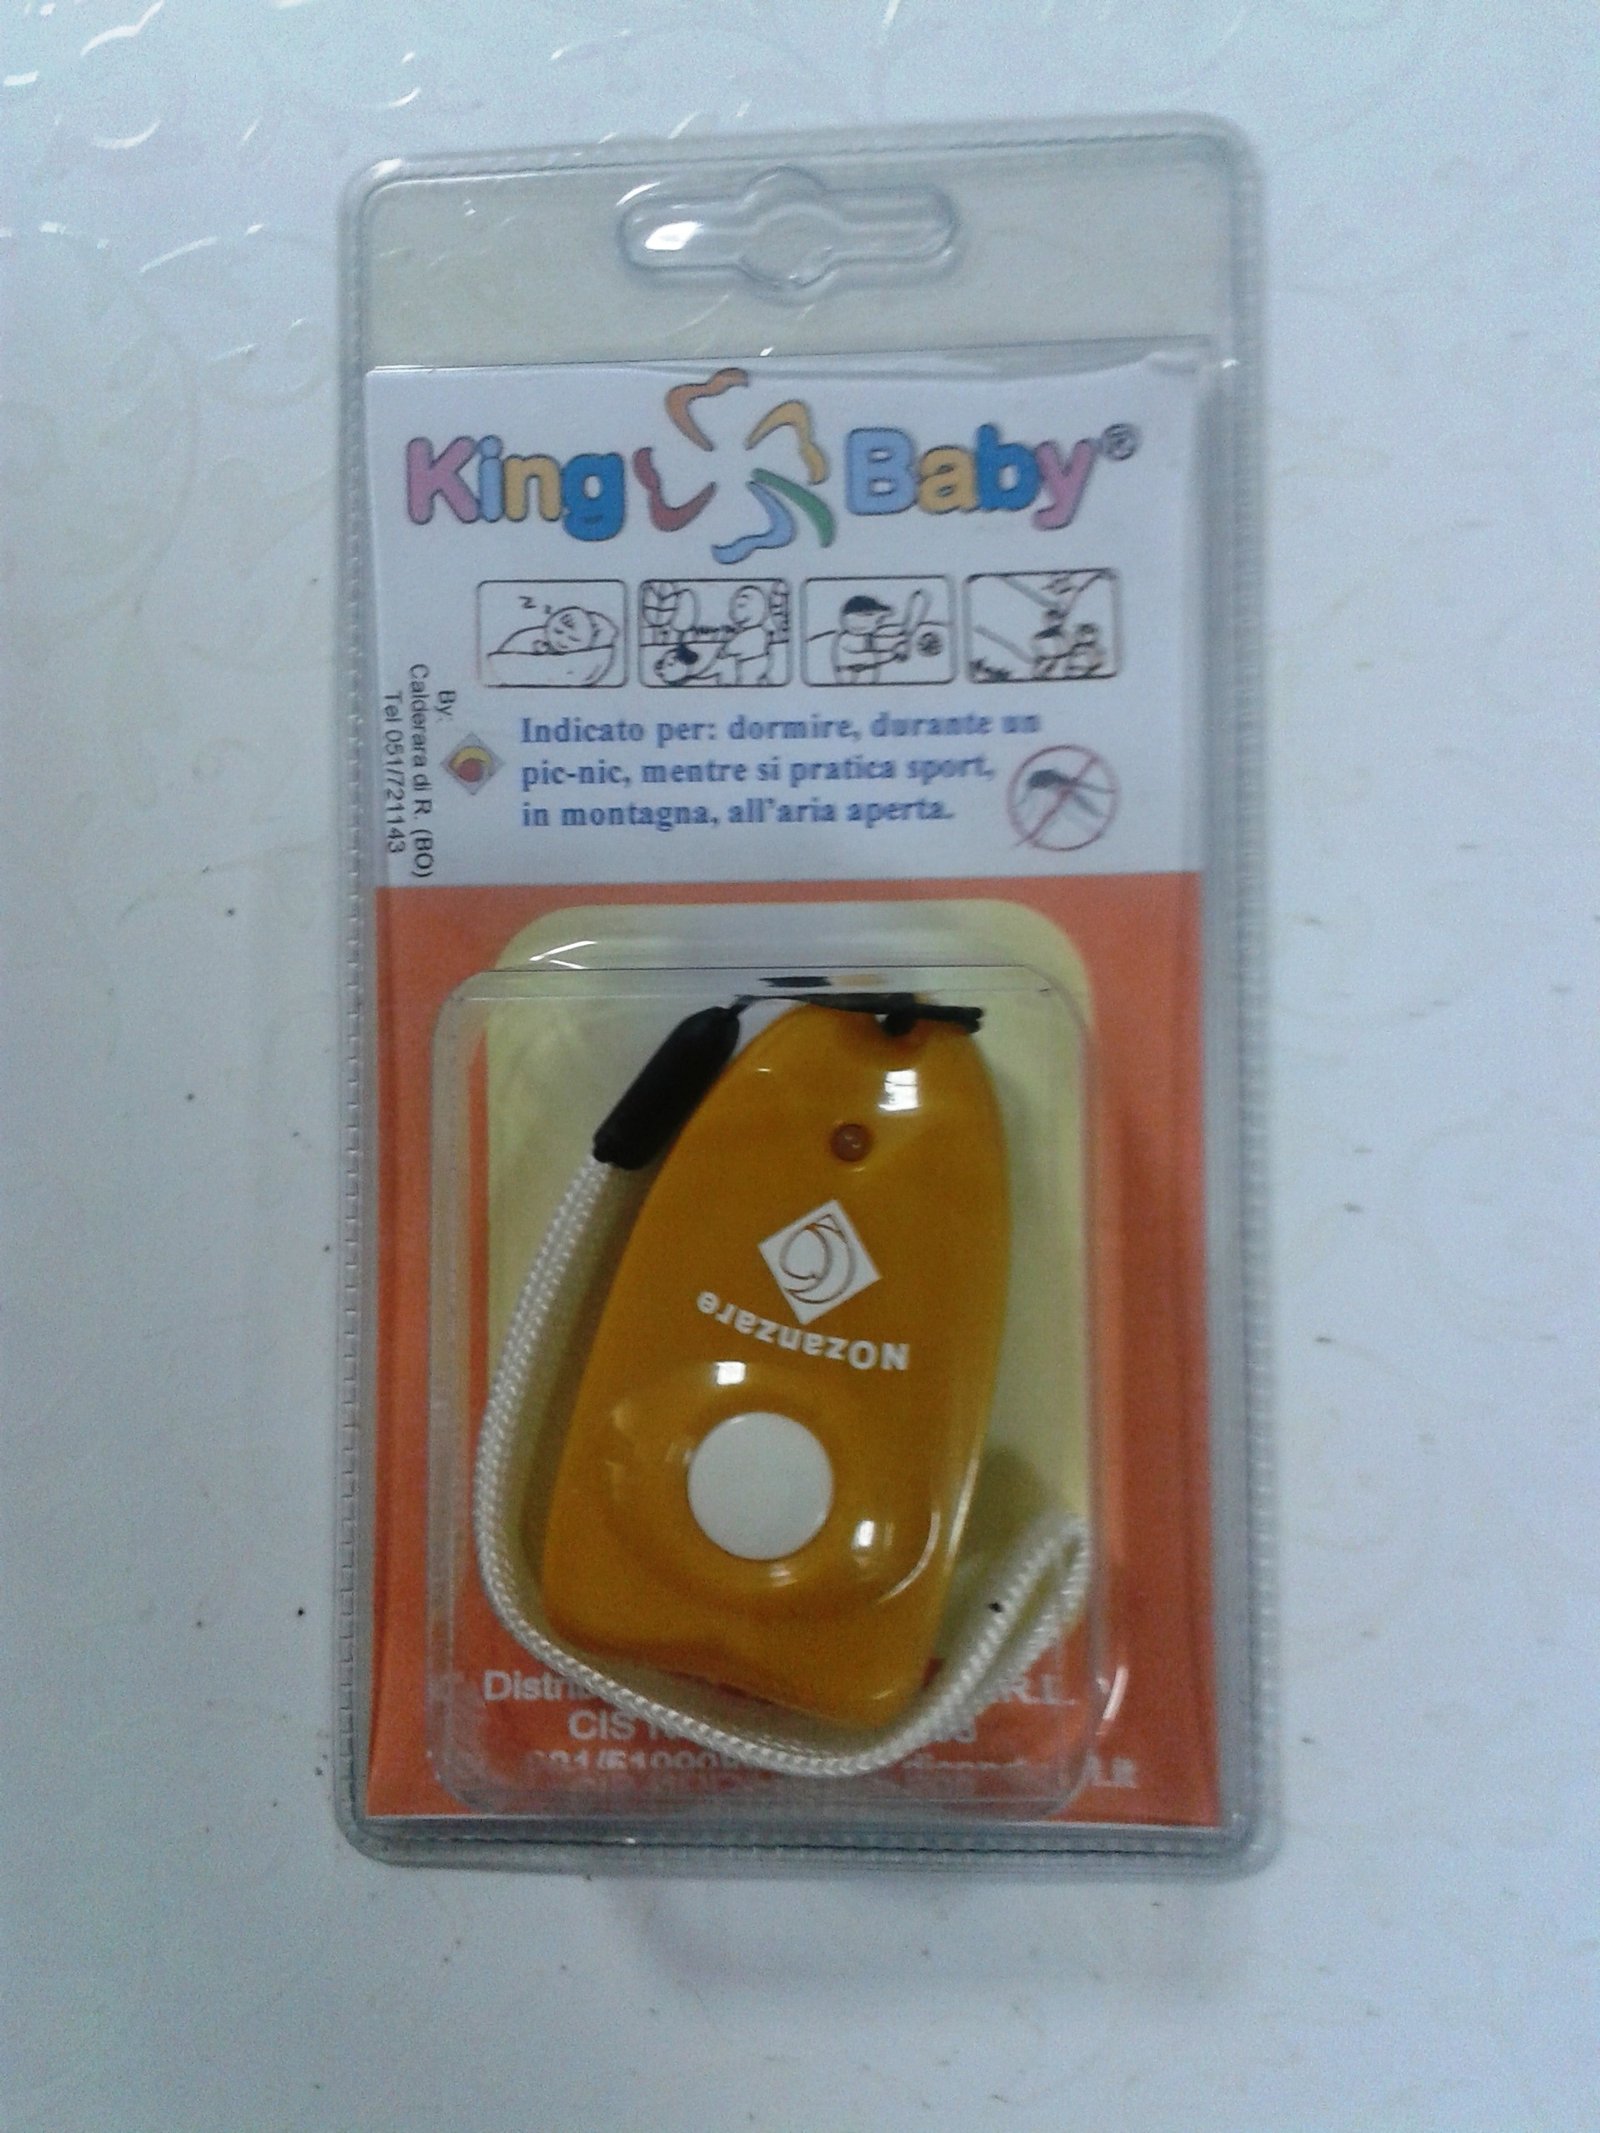 King Baby®
z z
Indicato per: dormire, durante un
pic-nic, mentre si pratica sport,
in montagna, all'aria aperta.
By:
Calderara di R. (BO)
Tel 051/721143
NOzanzare
R.L.
CIS